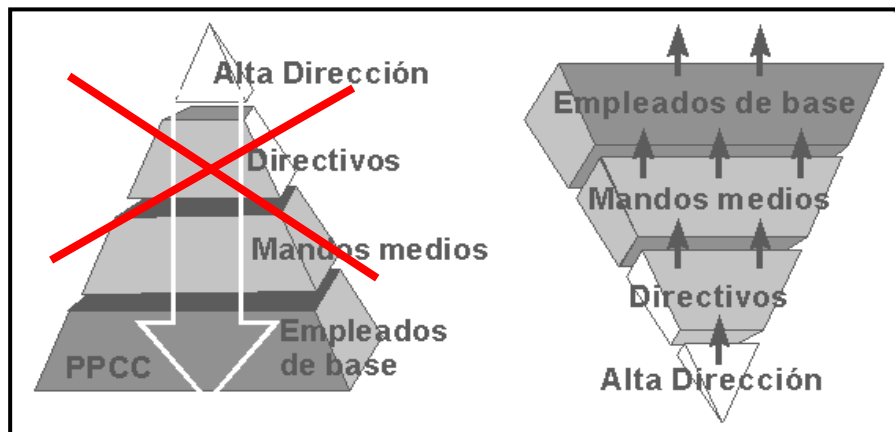 Alta Dirección
Directivos
Mandos medios
Empleados
de base
PPCC
Empleados de base
Mandos medios
Directivos
Alta Dirección